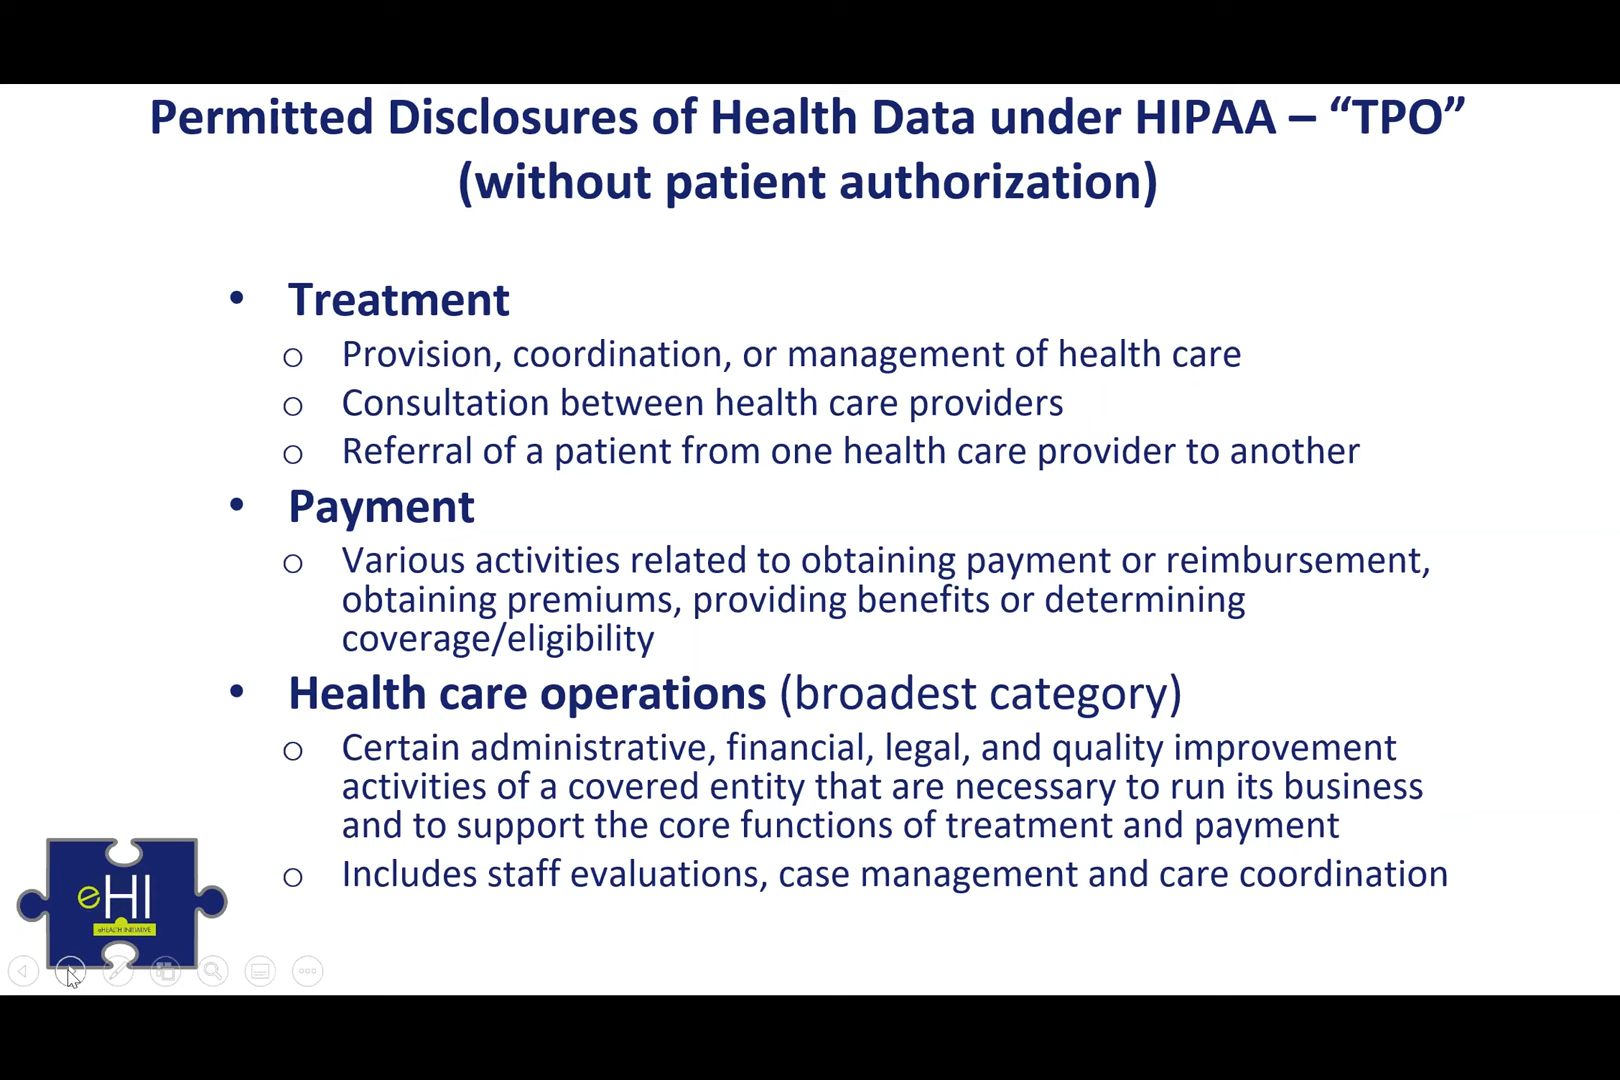 Permitted Disclosures of Health Data under HIPAA – “TPO”
(without patient authorization)
• Treatment
o Provision, coordination, or management of health care
o Consultation between health care providers
o Referral of a patient from one health care provider to another
• Payment
o Various activities related to obtaining payment or reimbursement,
obtaining premiums, providing benefits or determining
coverage/eligibility
• Health care operations (broadest category)
o Certain administrative, financial, legal, and quality improvement
activities of a covered entity that are necessary to run its business
and to support the core functions of treatment and payment
o Includes staff evaluations, case management and care coordination
eHI
eHEALTH INITIATIVE